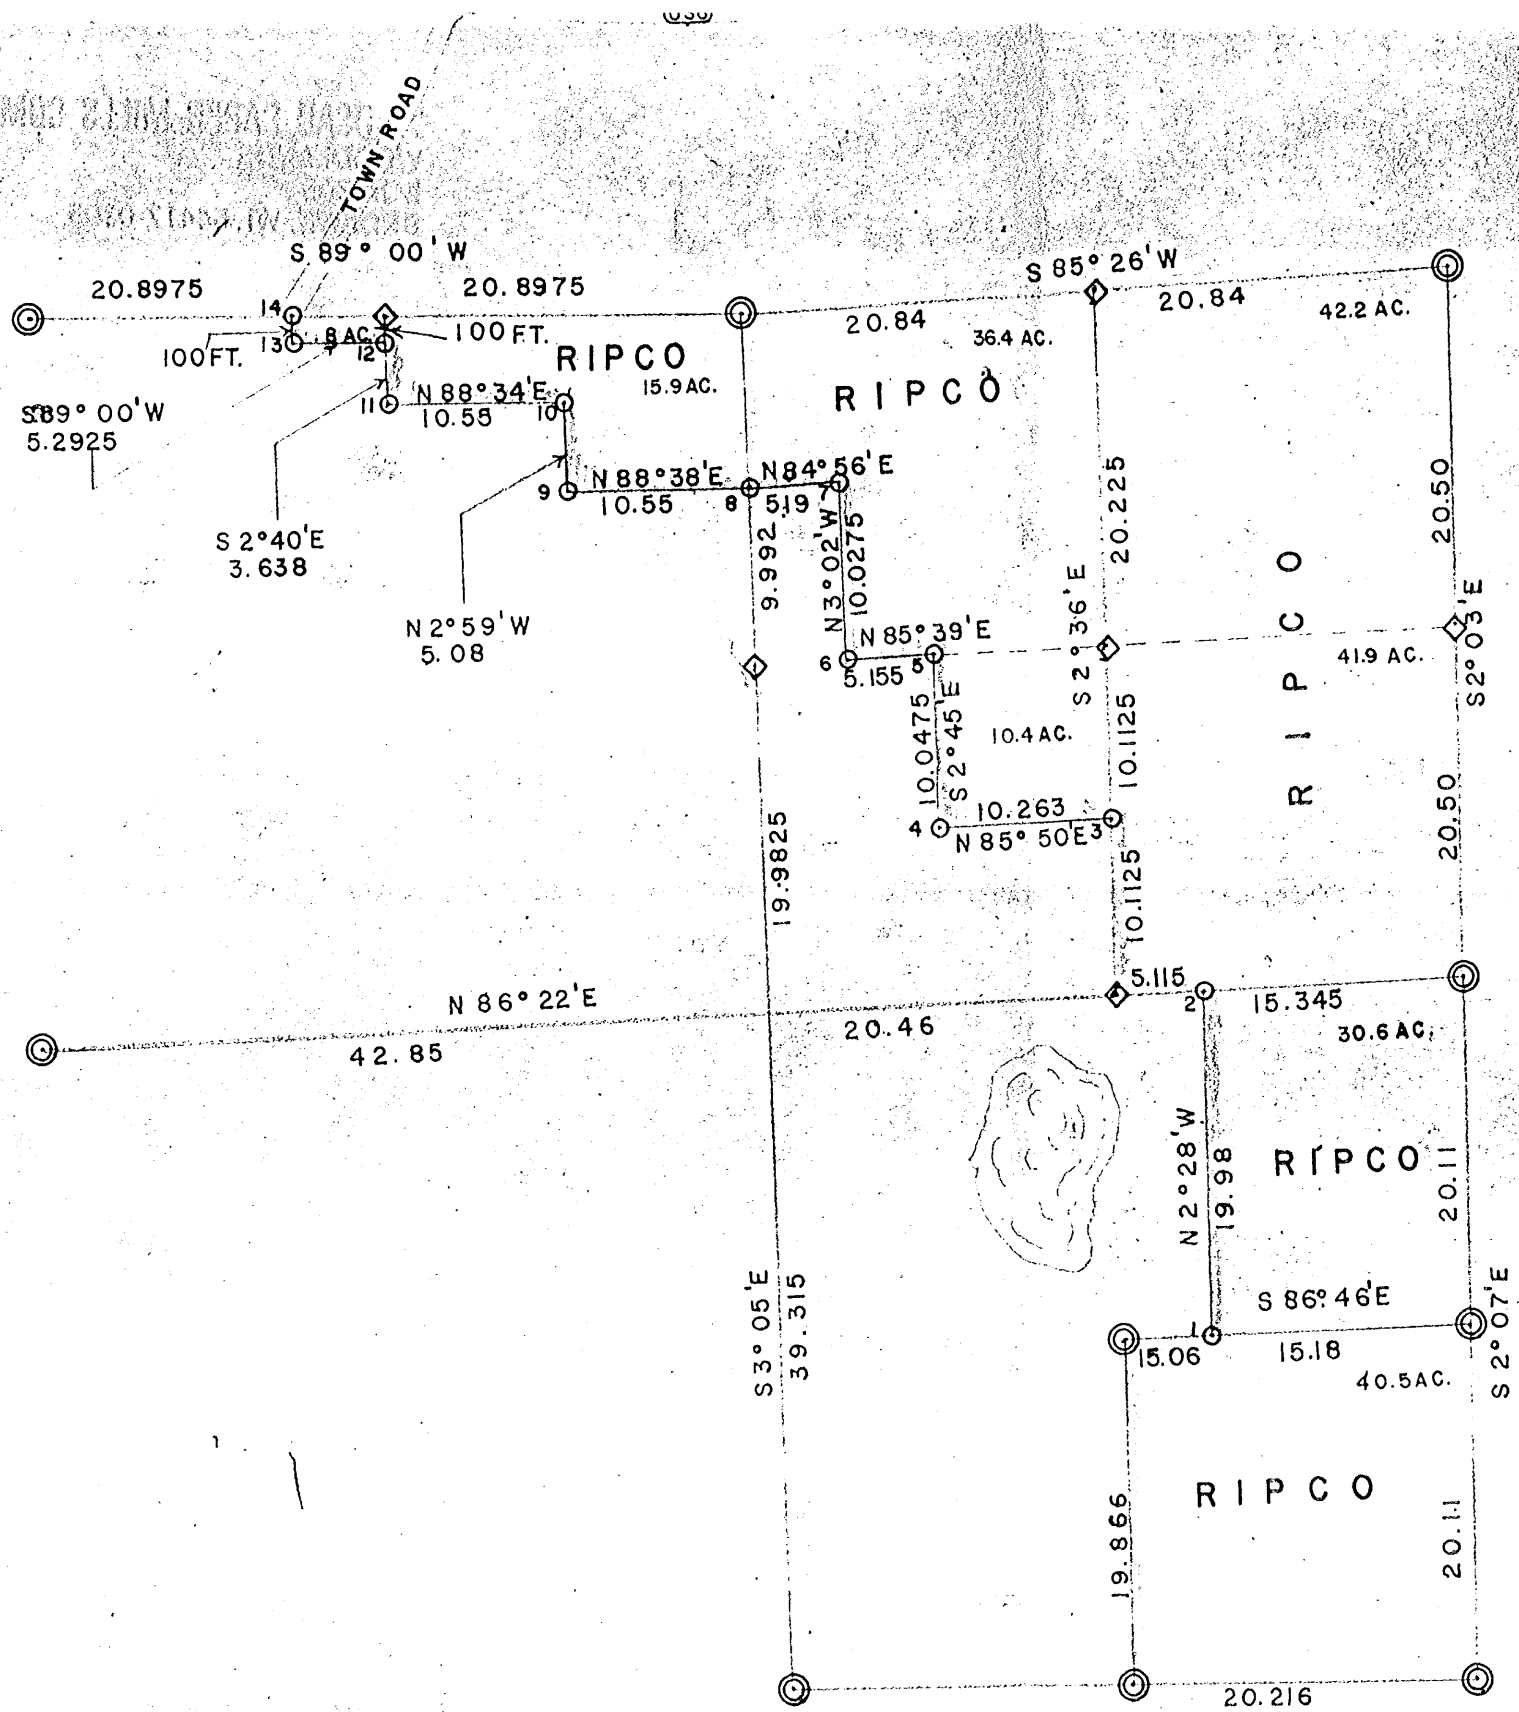 TOWN ROAD
S 89° 00' W
20.8975
20.8975
14
13
12
100 FT.
100 FT.
.8 AC.
S 85° 26' W
20.84
20.84
42.2 AC.
36.4 AC.
RIPCO
15.9 AC.
RIPCO
S 89° 00' W
5.2925
11
N 88° 34' E
10.55
10
9
N 88° 38' E
10.55
8
N 84° 56' E
519
7
S 2° 40' E
3.638
N 2° 59' W
5.08
9.992
N 3° 02' W
10.0275
N 85° 39' E
6
5.155
5
S 2° 36' E
20.225
20.50
RIPCO
41.9 AC.
S 2° 03' E
10.0475
S 2° 45' E
10.4 AC.
10.1125
20.50
10.263
4
N 85° 50' E
3
19.9825
10.1125
N 86° 22' E
42.85
20.46
5.115
2
15.345
30.6 AC.
N 2° 28' W
19.98
RIPCO
20.11
S 3° 05' E
39.315
S 86° 46' E
1
15.06
15.18
40.5 AC.
S 2° 07' E
RIPCO
19.866
20.11
20.216